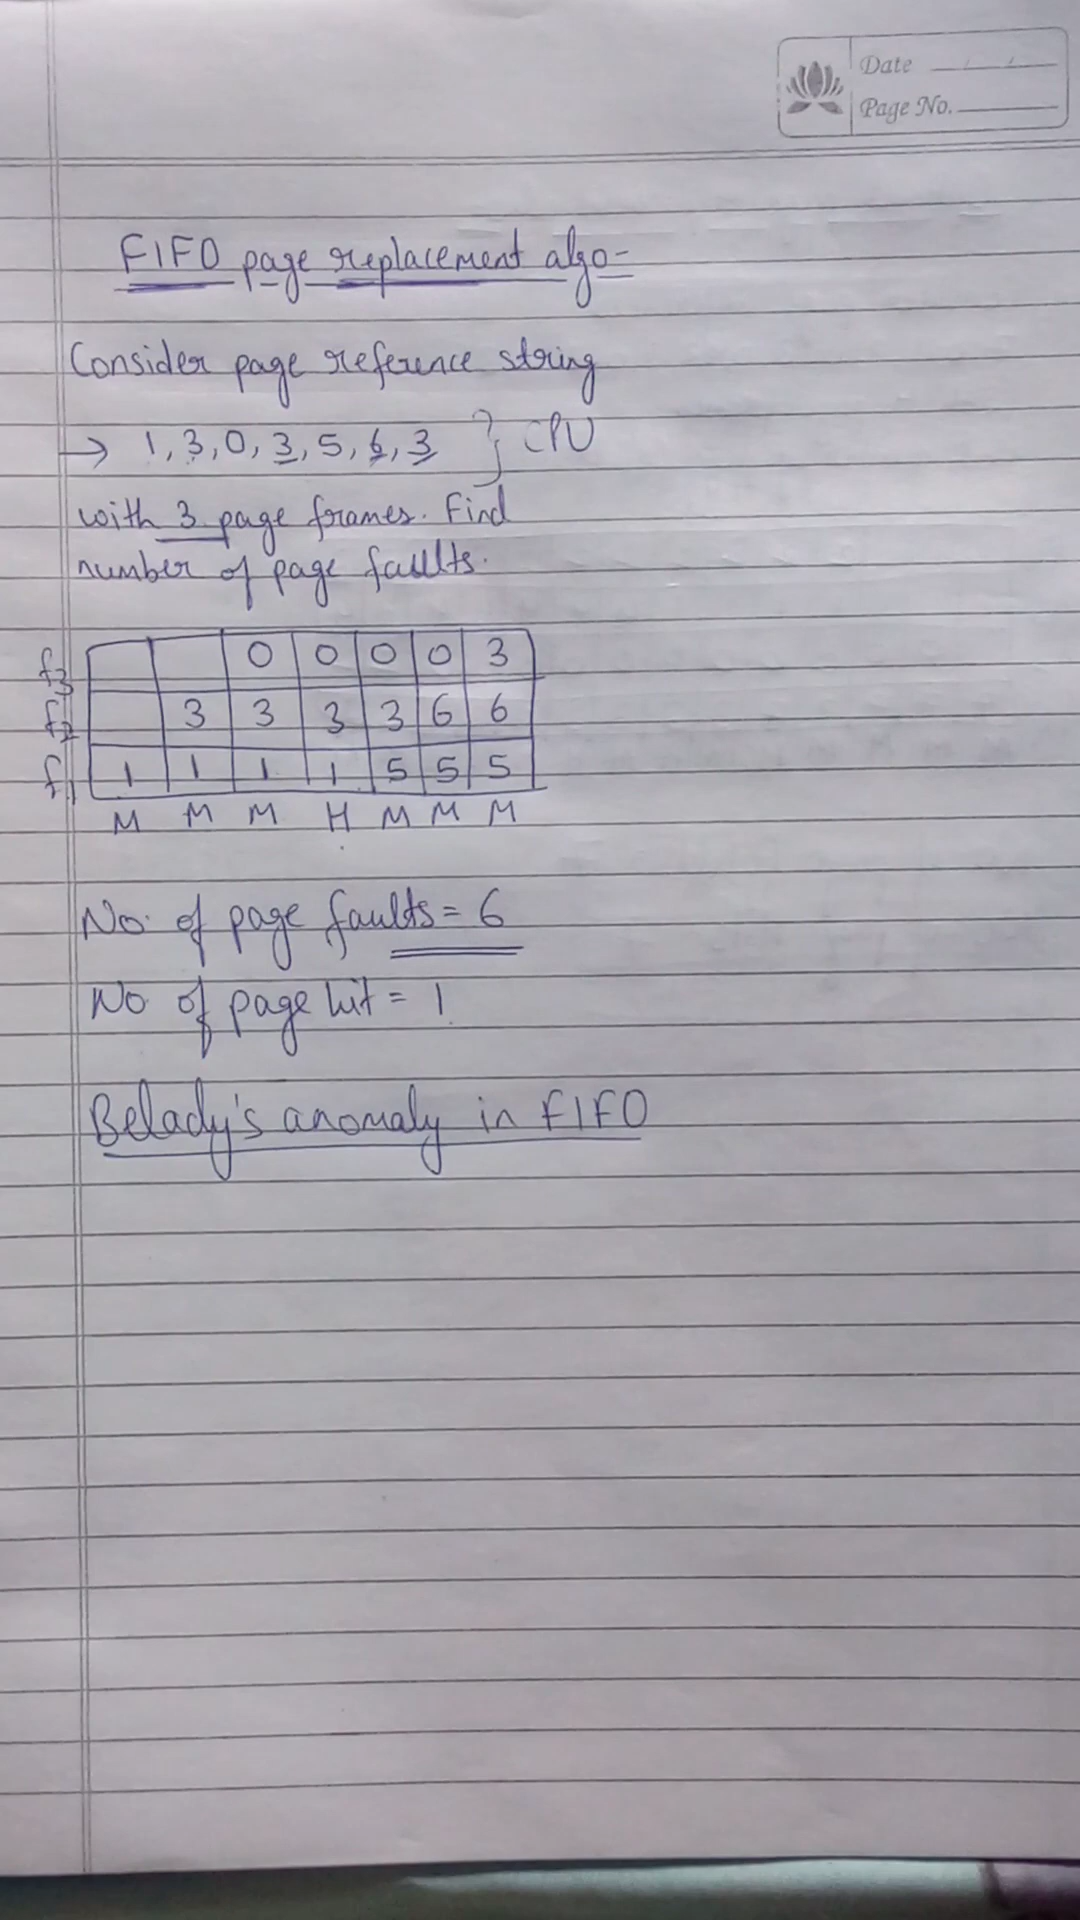 Date
Page No.
FIFO page replacement algo-
Consider page reference string
→ 1, 3, 0, 3, 5, 6, 3 } CPU
with 3 page frames. Find
number of page faults.
f3 0 0 0 0 3
f2 3 3 3 3 6 6
f1 1 1 1 1 5 5 5
M M M H M M M
No. of page faults = 6
No of page hit = 1
Belady's anomaly in FIFO